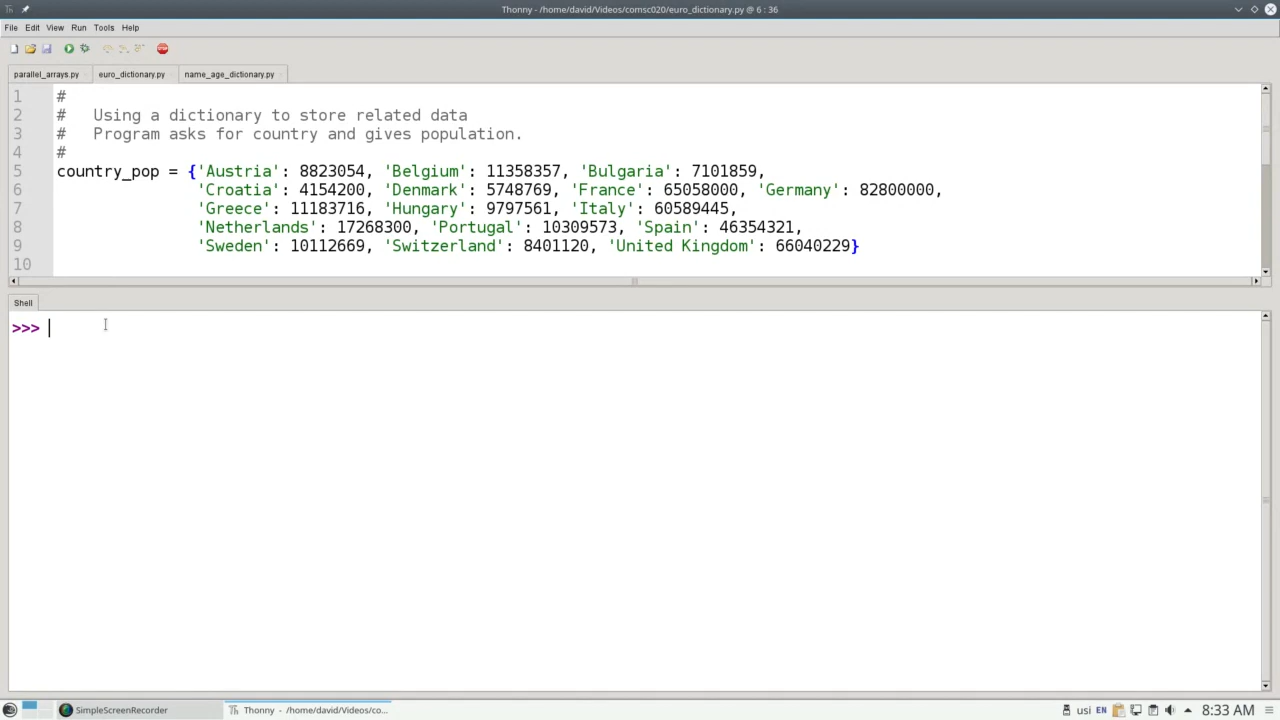 Thonny - /home/david/Videos/comsc020/euro_dictionary.py @ 6 : 36
File Edit View Run Tools Help
parallel_arrays.py euro_dictionary.py name_age_dictionary.py
1 #
2 #   Using a dictionary to store related data
3 #   Program asks for country and gives population.
4 #
5 country_pop = {'Austria': 8823054, 'Belgium': 11358357, 'Bulgaria': 7101859,
6                'Croatia': 4154200, 'Denmark': 5748769, 'France': 65058000, 'Germany': 82800000,
7                'Greece': 11183716, 'Hungary': 9797561, 'Italy': 60589445,
8                'Netherlands': 17268300, 'Portugal': 10309573, 'Spain': 46354321,
9                'Sweden': 10112669, 'Switzerland': 8401120, 'United Kingdom': 66040229}
10
Shell
>>>
SimpleScreenRecorder Th Thonny - /home/david/Videos/co... usi EN 8:33 AM